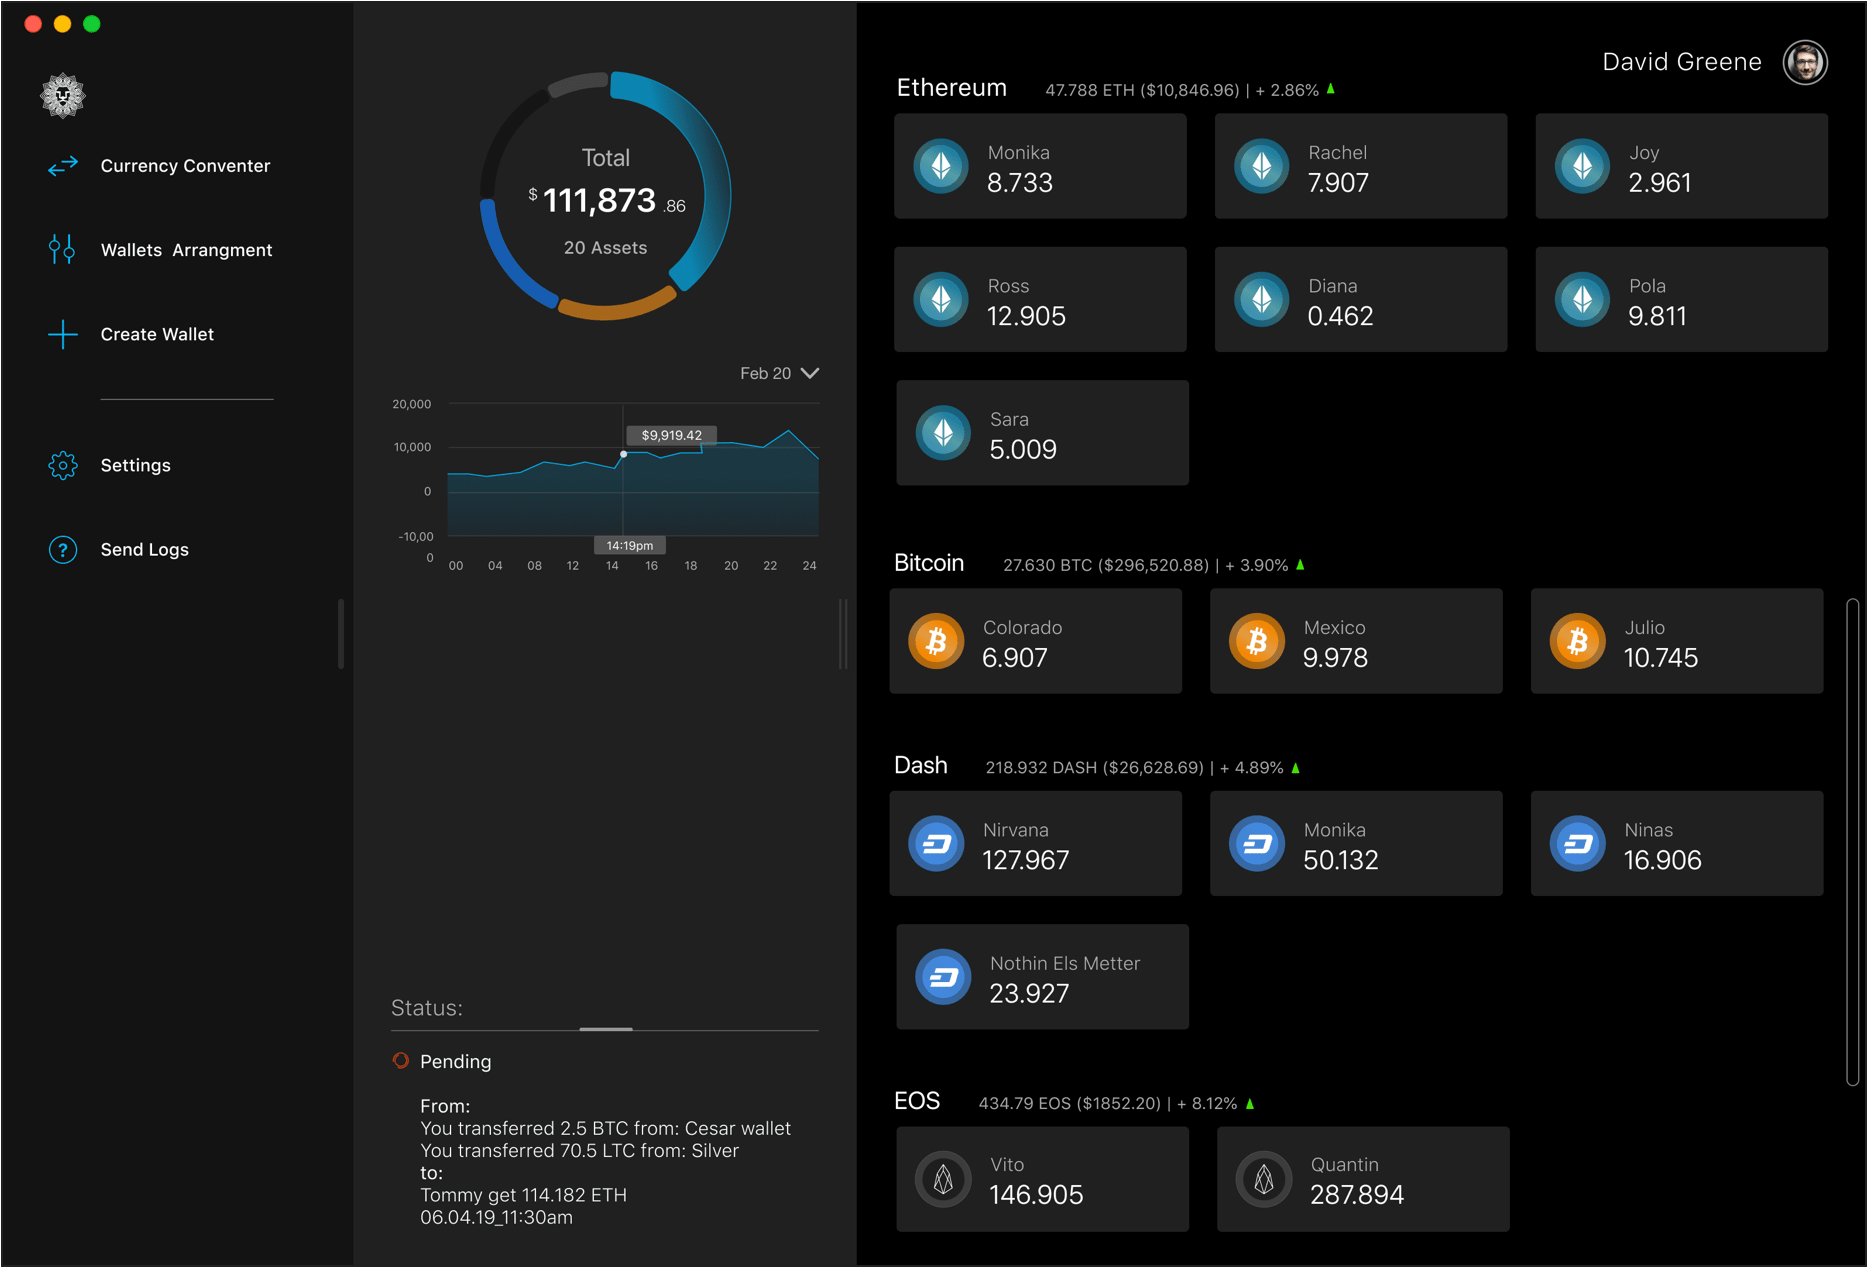 Currency Conventer
Wallets Arrangment
Create Wallet
Settings
? Send Logs
Total
$ 111,873 .86
20 Assets
Feb 20
20,000
10,000
0
-10,00
0
$9,919.42
14:19pm
00 04 08 12 14 16 18 20 22 24
Status:
Pending
From:
You transferred 2.5 BTC from: Cesar wallet
You transferred 70.5 LTC from: Silver
to:
Tommy get 114.182 ETH
06.04.19_11:30am
David Greene
Ethereum 47.788 ETH ($10,846.96) | + 2.86%
Monika
8.733
Rachel
7.907
Joy
2.961
Ross
12.905
Diana
0.462
Pola
9.811
Sara
5.009
Bitcoin 27.630 BTC ($296,520.88) | + 3.90%
Colorado
6.907
Mexico
9.978
Julio
10.745
Dash 218.932 DASH ($26,628.69) | + 4.89%
Nirvana
127.967
Monika
50.132
Ninas
16.906
Nothin Els Metter
23.927
EOS 434.79 EOS ($1852.20) | + 8.12%
Vito
146.905
Quantin
287.894